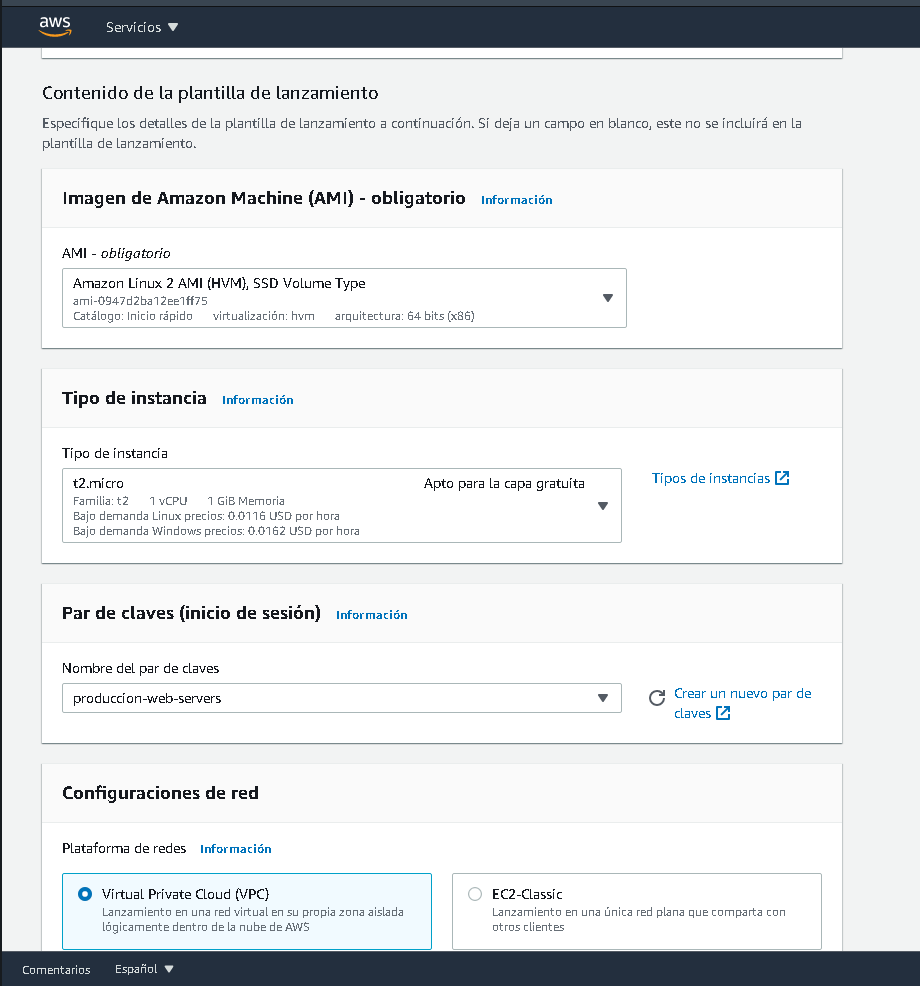 aws
Servicios
Contenido de la plantilla de lanzamiento
Especifique los detalles de la plantilla de lanzamiento a continuación. Si deja un campo en blanco, este no se incluirá en la
plantilla de lanzamiento.
Imagen de Amazon Machine (AMI) - obligatorio Información
AMI - obligatorio
Amazon Linux 2 AMI (HVM), SSD Volume Type
ami-0947d2ba12ee1ff75
Catálogo: Inicio rápido virtualización: hvm arquitectura: 64 bits (x86)
Tipo de instancia Información
Tipo de instancia
t2.micro Apto para la capa gratuita
Familia: t2 1 vCPU 1 GiB Memoria
Bajo demanda Linux precios: 0.0116 USD por hora
Bajo demanda Windows precios: 0.0162 USD por hora
Tipos de instancias
Par de claves (inicio de sesión) Información
Nombre del par de claves
produccion-web-servers
Crear un nuevo par de
claves
Configuraciones de red
Plataforma de redes Información
Virtual Private Cloud (VPC)
Lanzamiento en una red virtual en su propia zona aislada
lógicamente dentro de la nube de AWS
EC2-Classic
Lanzamiento en una única red plana que comparta con
otros clientes
Comentarios Español